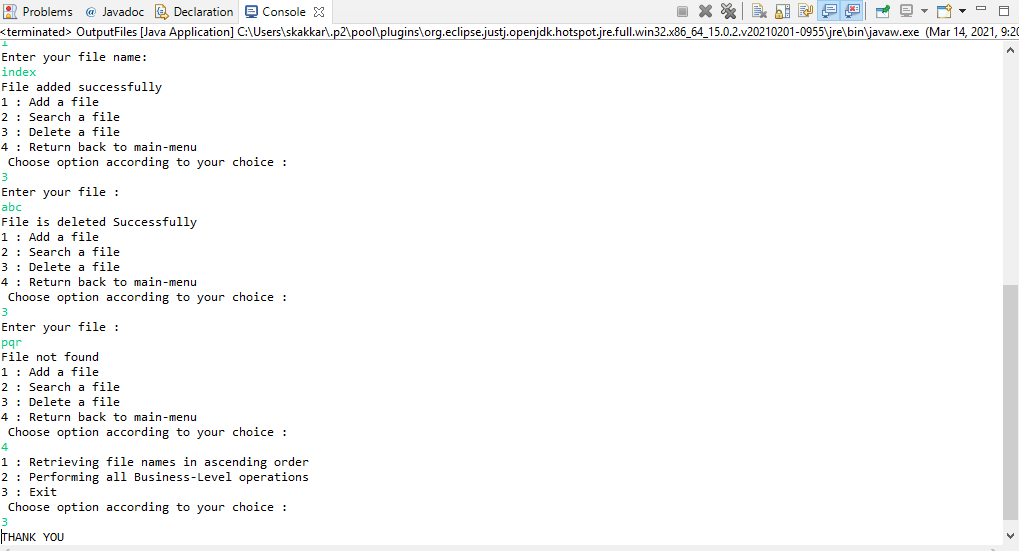 Problems @ Javadoc Declaration Console
<terminated> OutputFiles [Java Application] C:\Users\skakkar\.p2\pool\plugins\org.eclipse.justj.openjdk.hotspot.jre.full.win32.x86_64_15.0.2.v20210201-0955\jre\bin\javaw.exe (Mar 14, 2021, 9:20
1
Enter your file name:
index
File added successfully
1 : Add a file
2 : Search a file
3 : Delete a file
4 : Return back to main-menu
Choose option according to your choice :
3
Enter your file :
abc
File is deleted Successfully
1 : Add a file
2 : Search a file
3 : Delete a file
4 : Return back to main-menu
Choose option according to your choice :
3
Enter your file :
pqr
File not found
1 : Add a file
2 : Search a file
3 : Delete a file
4 : Return back to main-menu
Choose option according to your choice :
4
1 : Retrieving file names in ascending order
2 : Performing all Business-Level operations
3 : Exit
Choose option according to your choice :
3
THANK YOU